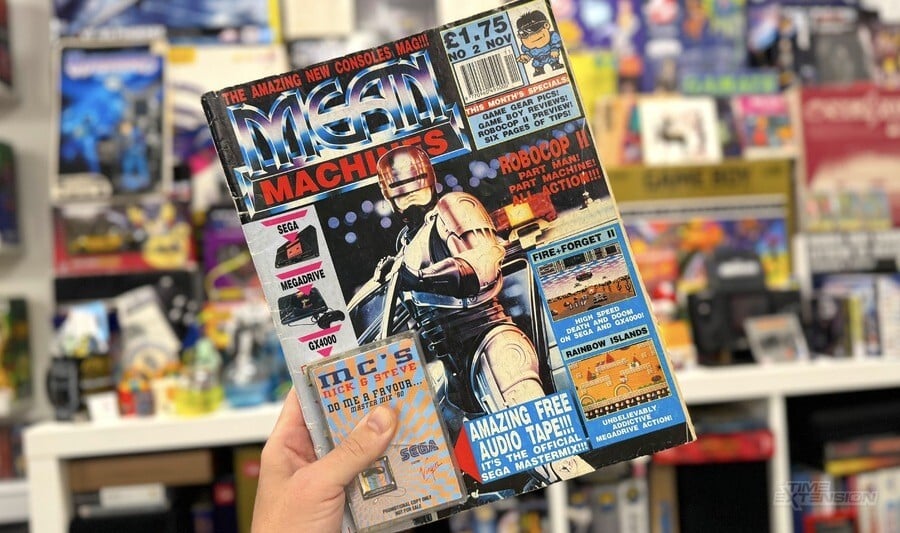 THE AMAZING NEW CONSOLES MAG!!!
MEAN
MACHINES
£1.75
NO 2 NOV
THIS MONTH'S SPECIALS
GAME GEAR PICS!
GAME BOY REVIEWS!
ROBOCOP II PREVIEW!
SIX PAGES OF TIPS!
ROBOCOP II
PART MAN!
PART MACHINE!
ALL ACTION!!!
SEGA
MEGADRIVE
GX4000
FIRE+FORGET II
HIGH SPEED
DEATH AND DOOM
ON SEGA AND GX4000!
RAINBOW ISLANDS
UNBELIEVABLY
ADDICTIVE
MEGADRIVE ACTION!
MC'S
NICK & STEVE
DO ME A FAVOUR...
MASTER MIX '90
SEGA
Virgin
PROMOTIONAL COPY ONLY
NOT FOR SALE
AMAZING FREE
AUDIO TAPE!!!
IT'S THE OFFICIAL
SEGA MASTERMIX!!!
GAME BOY
TIME
EXTENSION